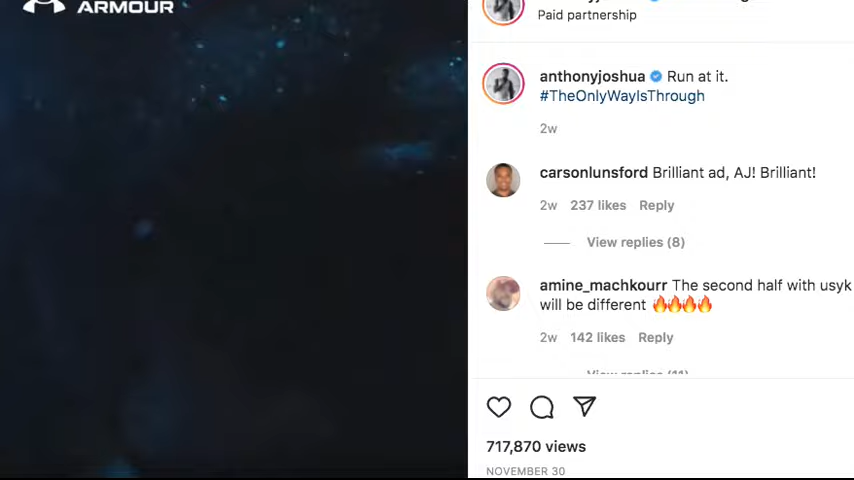 ARMOUR
Paid partnership
anthonyjoshua Run at it.
#TheOnlyWayIsThrough
2w
carsonlunsford Brilliant ad, AJ! Brilliant!
2w 237 likes Reply
View replies (8)
amine_machkourr The second half with usyk
will be different 🔥🔥🔥🔥
2w 142 likes Reply
View replies (11)
717,870 views
NOVEMBER 30